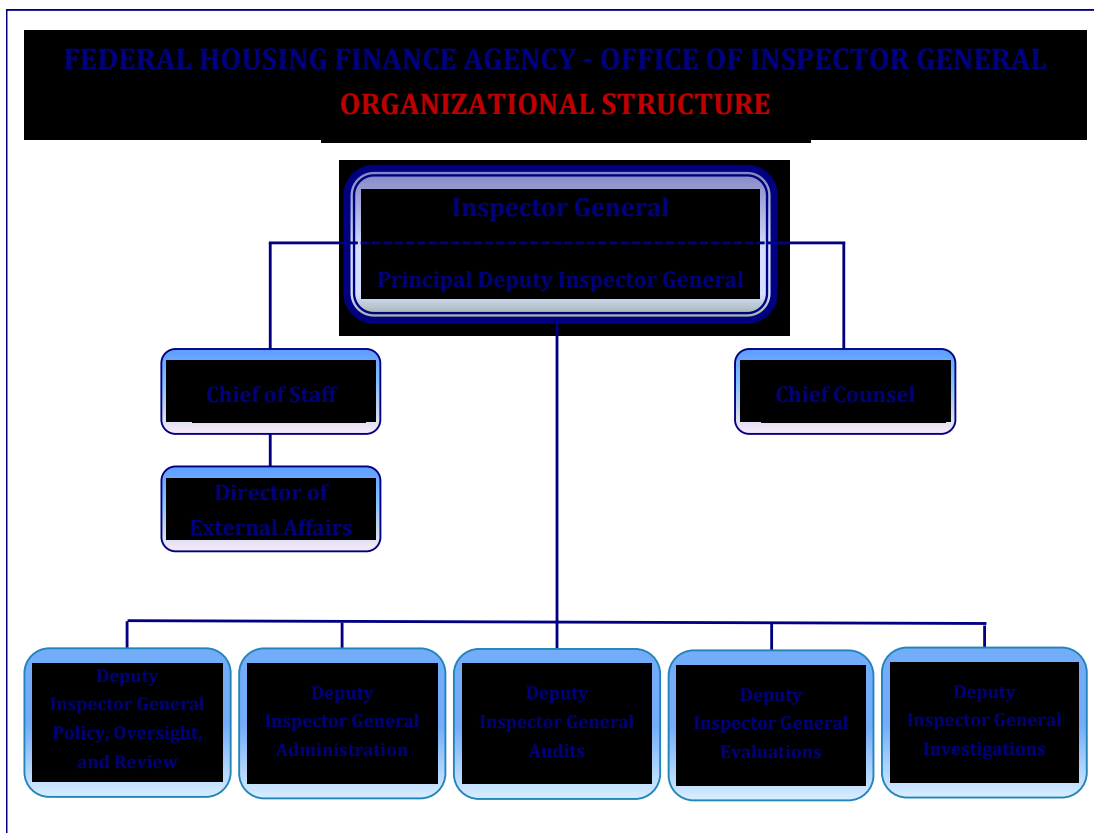 FEDERAL HOUSING FINANCE AGENCY - OFFICE OF INSPECTOR GENERAL
ORGANIZATIONAL STRUCTURE
Inspector General
Principal Deputy Inspector General
Chief of Staff
Chief Counsel
Director of
External Affairs
Deputy
Inspector General
Policy, Oversight,
and Review
Deputy
Inspector General
Administration
Deputy
Inspector General
Audits
Deputy
Inspector General
Evaluations
Deputy
Inspector General
Investigations